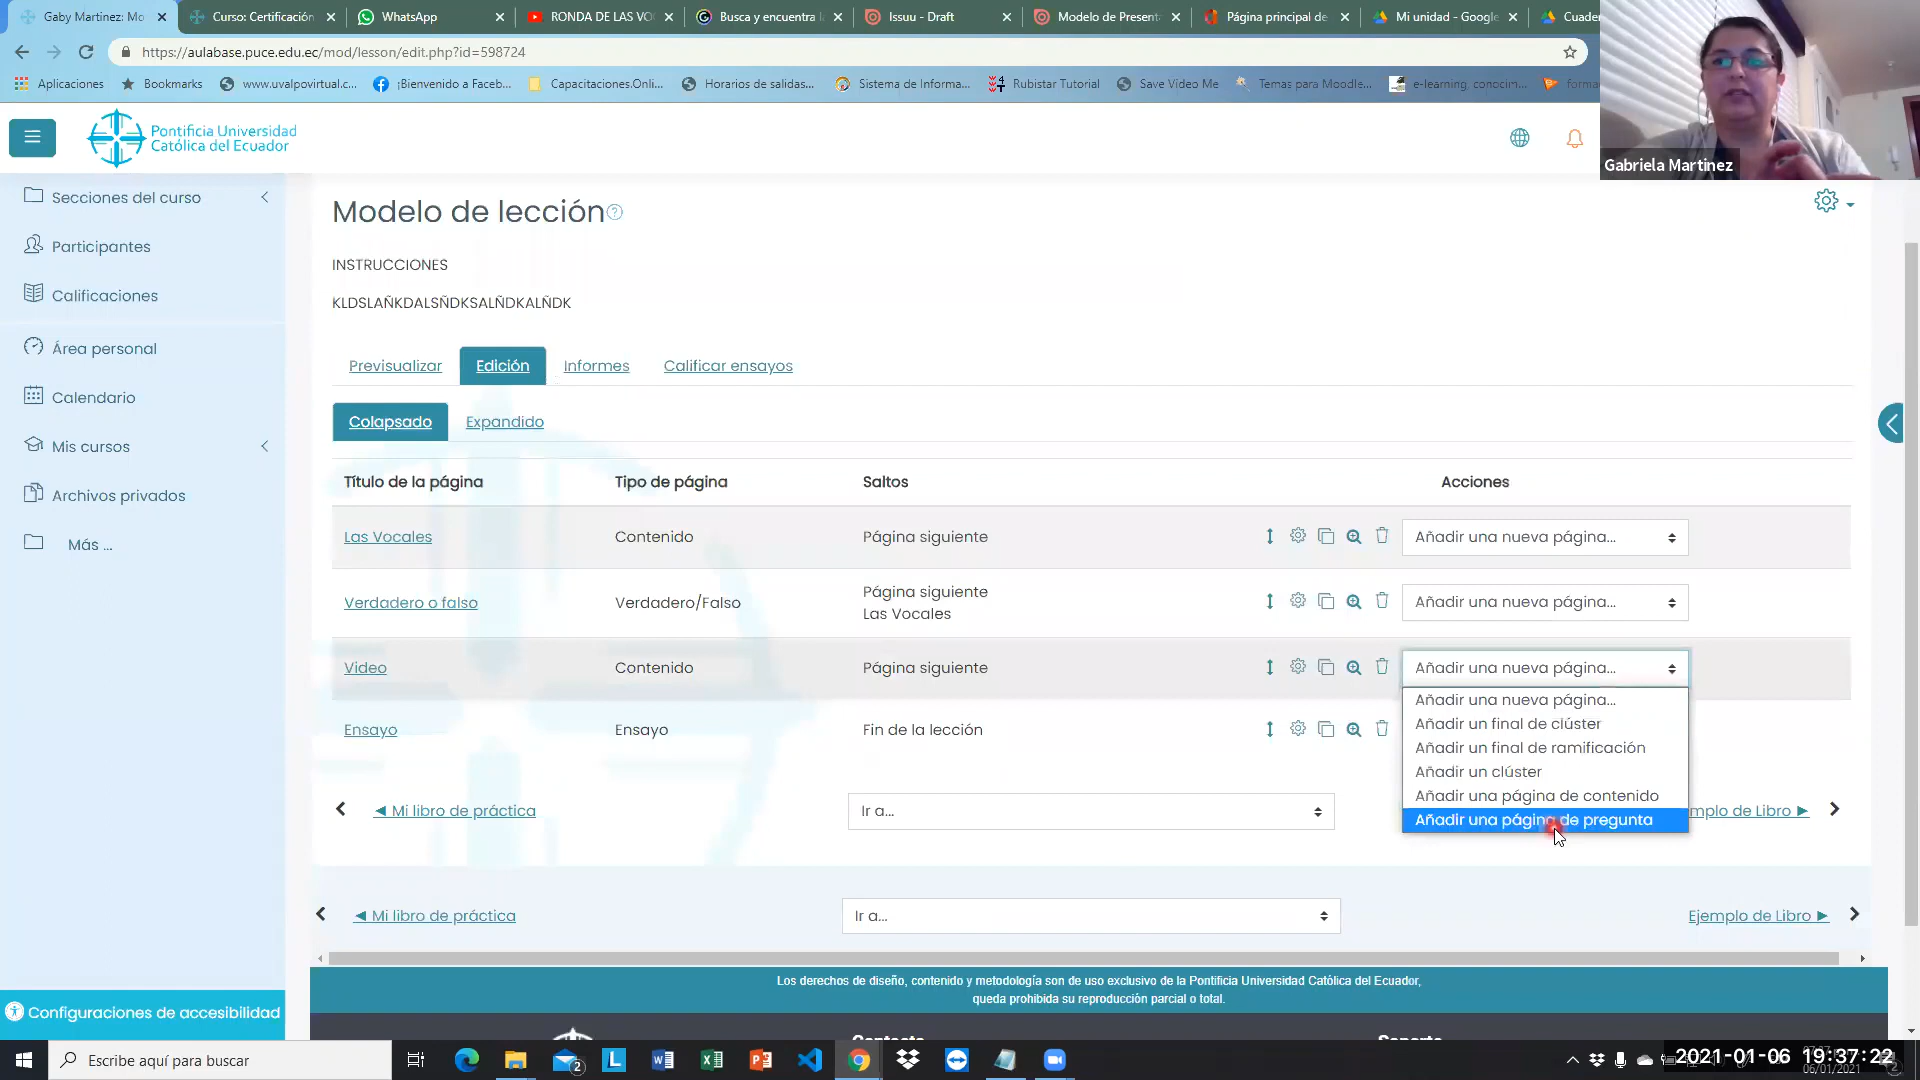 Gaby Martinez: Mo
Curso: Certificación
WhatsApp
RONDA DE LAS VO
Busca y encuentra l
Issuu - Draft
Modelo de Present
Página principal de
Mi unidad - Google
Cuade
https://aulabase.puce.edu.ec/mod/lesson/edit.php?id=598724
Aplicaciones
Bookmarks
www.uvalpovirtual.c...
¡Bienvenido a Faceb...
Capacitaciones.Onli...
Horarios de salidas...
Sistema de Informa...
Rubistar Tutorial
Save Video Me
Temas para Moodle...
e-learning, conocim...
forma
Pontificia Universidad
Católica del Ecuador
Gabriela Martinez
Secciones del curso
Participantes
Calificaciones
Área personal
Calendario
Mis cursos
Archivos privados
Más ...
Configuraciones de accesibilidad
Modelo de lección
INSTRUCCIONES
KLDSLAÑKDALSÑDKSALÑDKALÑDK
Previsualizar Edición Informes Calificar ensayos
Colapsado Expandido
Título de la página Tipo de página Saltos Acciones
Las Vocales Contenido Página siguiente Añadir una nueva página...
Verdadero o falso Verdadero/Falso Página siguiente Añadir una nueva página...
Las Vocales
Video Contenido Página siguiente Añadir una nueva página...
Añadir una nueva página...
Añadir un final de clúster
Ensayo Ensayo Fin de la lección
Añadir un final de ramificación
Añadir un clúster
Añadir una página de contenido
Añadir una página de pregunta
◄ Mi libro de práctica Ir a... mplo de Libro ►
◄ Mi libro de práctica Ir a... Ejemplo de Libro ►
Los derechos de diseño, contenido y metodología son de uso exclusivo de la Pontificia Universidad Católica del Ecuador,
queda prohibida su reproducción parcial o total.
Contacto Soporte
Escribe aquí para buscar
2021-01-06 19:37:22
06/01/2021